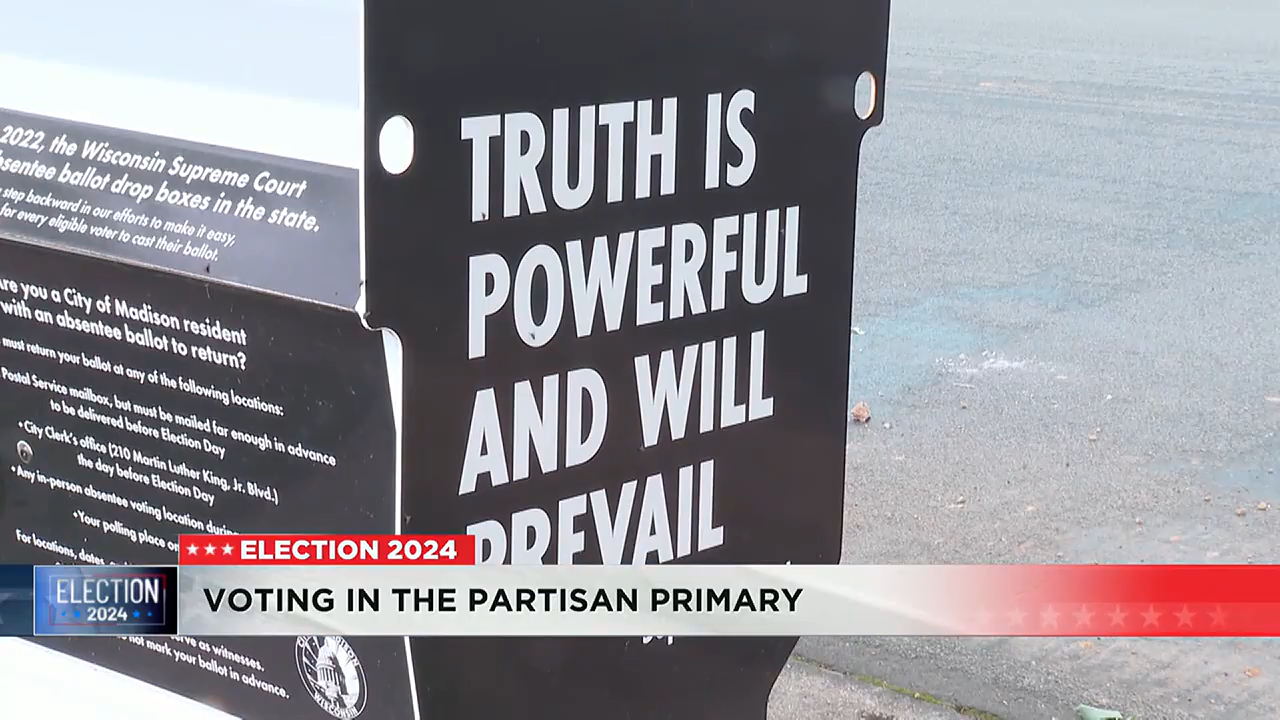 2022, the Wisconsin Supreme Court
absentee ballot drop boxes in the state.
step backward in our efforts to make it easy,
for every eligible voter to cast their ballot.
Are you a City of Madison resident
with an absentee ballot to return?
must return your ballot at any of the following locations:
Postal Service mailbox, but must be mailed far enough in advance
to be delivered before Election Day
•City Clerk's office (210 Martin Luther King, Jr. Blvd.)
the day before Election Day
•Any in-person absentee voting location during
•Your polling place on
For locations, dates,
serve as witnesses.
not mark your ballot in advance.
WISCONSIN
TRUTH IS
POWERFUL
AND WILL
PREVAIL
★★★ELECTION 2024
ELECTION
2024
VOTING IN THE PARTISAN PRIMARY